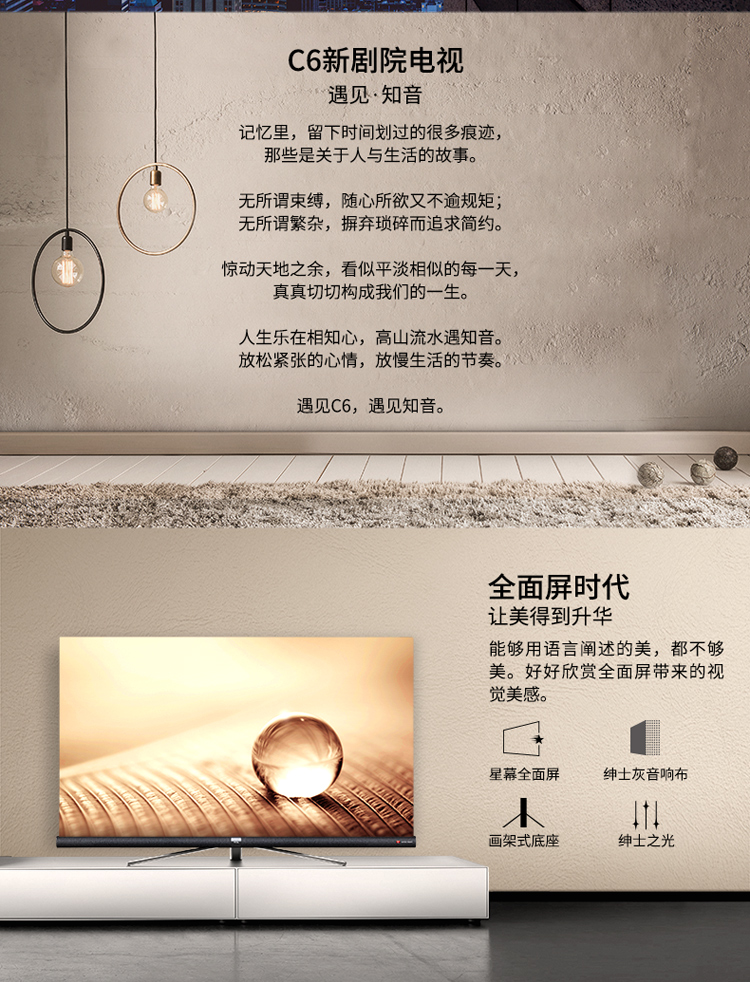 C6新剧院电视
遇见·知音
记忆里，留下时间划过的很多痕迹，
那些是关于人与生活的故事。
无所谓束缚，随心所欲又不逾规矩；
无所谓繁杂，摒弃琐碎而追求简约。
惊动天地之余，看似平淡相似的每一天，
真真切切构成我们的一生。
人生乐在相知心，高山流水遇知音。
放松紧张的心情，放慢生活的节奏。
遇见C6，遇见知音。
全面屏时代
让美得到升华
能够用语言阐述的美，都不够
美。好好欣赏全面屏带来的视
觉美感。
星幕全面屏
绅士灰音响布
画架式底座
绅士之光